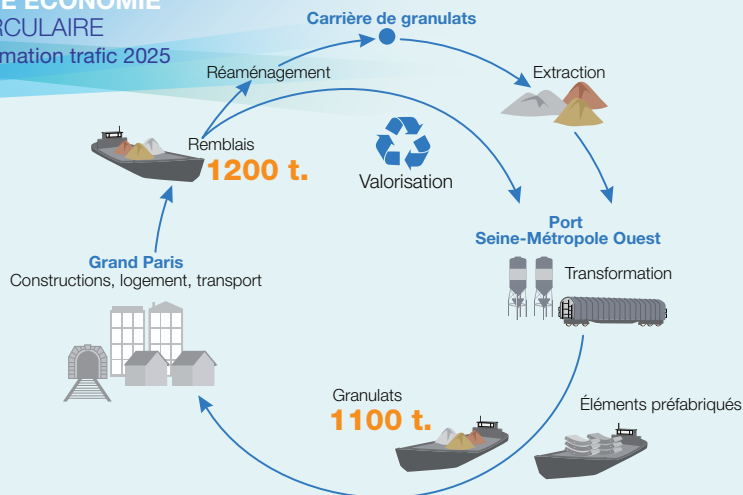 ÉCONOMIE
RCULAIRE
mation trafic 2025
Carrière de granulats
Réaménagement
Extraction
Remblais
1200 t.
Valorisation
Port
Seine-Métropole Ouest
Transformation
Grand Paris
Constructions, logement, transport
Granulats
1100 t.
Éléments préfabriqués